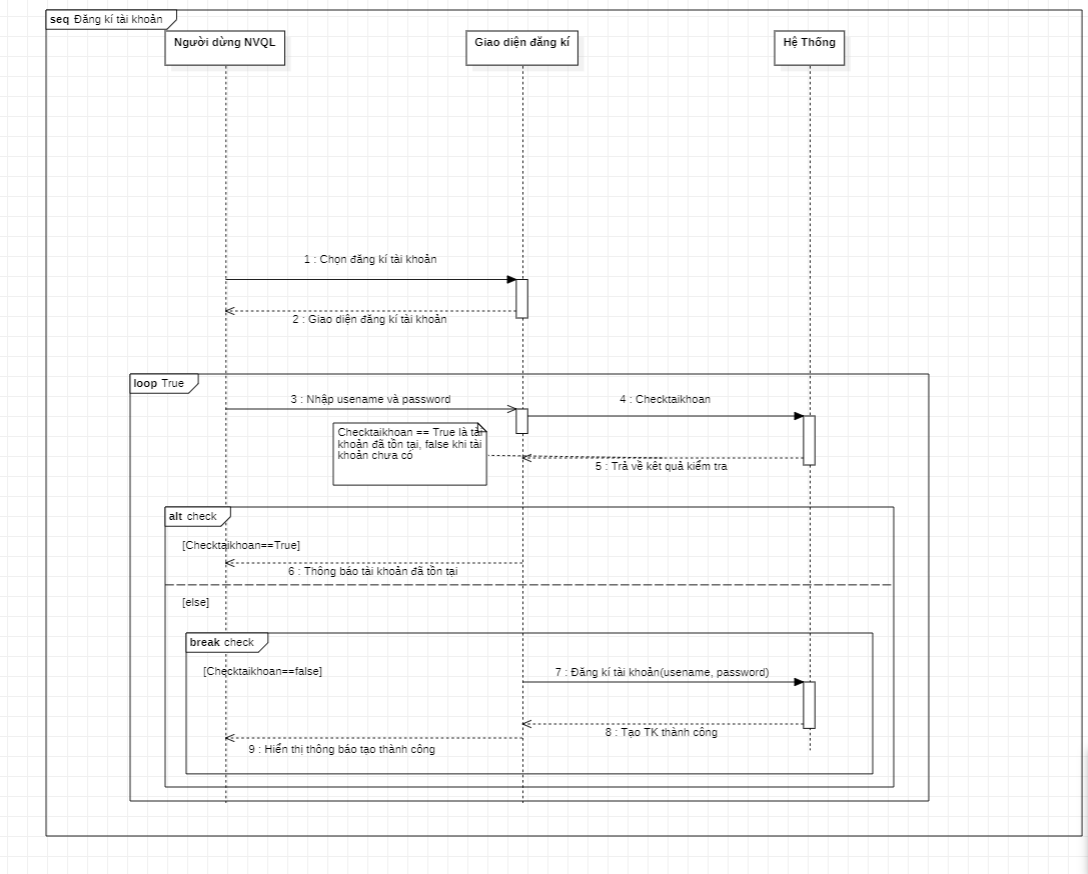 seq Đăng kí tài khoản
Người dừng NVQL
Giao diện đăng kí
Hệ Thống
1 : Chọn đăng kí tài khoản
2 : Giao diện đăng kí tài khoản
loop True
3 : Nhập usename và password
4 : Checktaikhoan
Checktaikhoan == True là tài
khoản đã tồn tại, false khi tài
khoản chưa có
5 : Trả về kêt quả kiểm tra
alt check
[Checktaikhoan==True]
6 : Thông báo tài khoản đã tồn tại
[else]
break check
[Checktaikhoan==false]
7 : Đăng kí tài khoản(usename, password)
8 : Tạo TK thành công
9 : Hiển thị thông báo tạo thành công